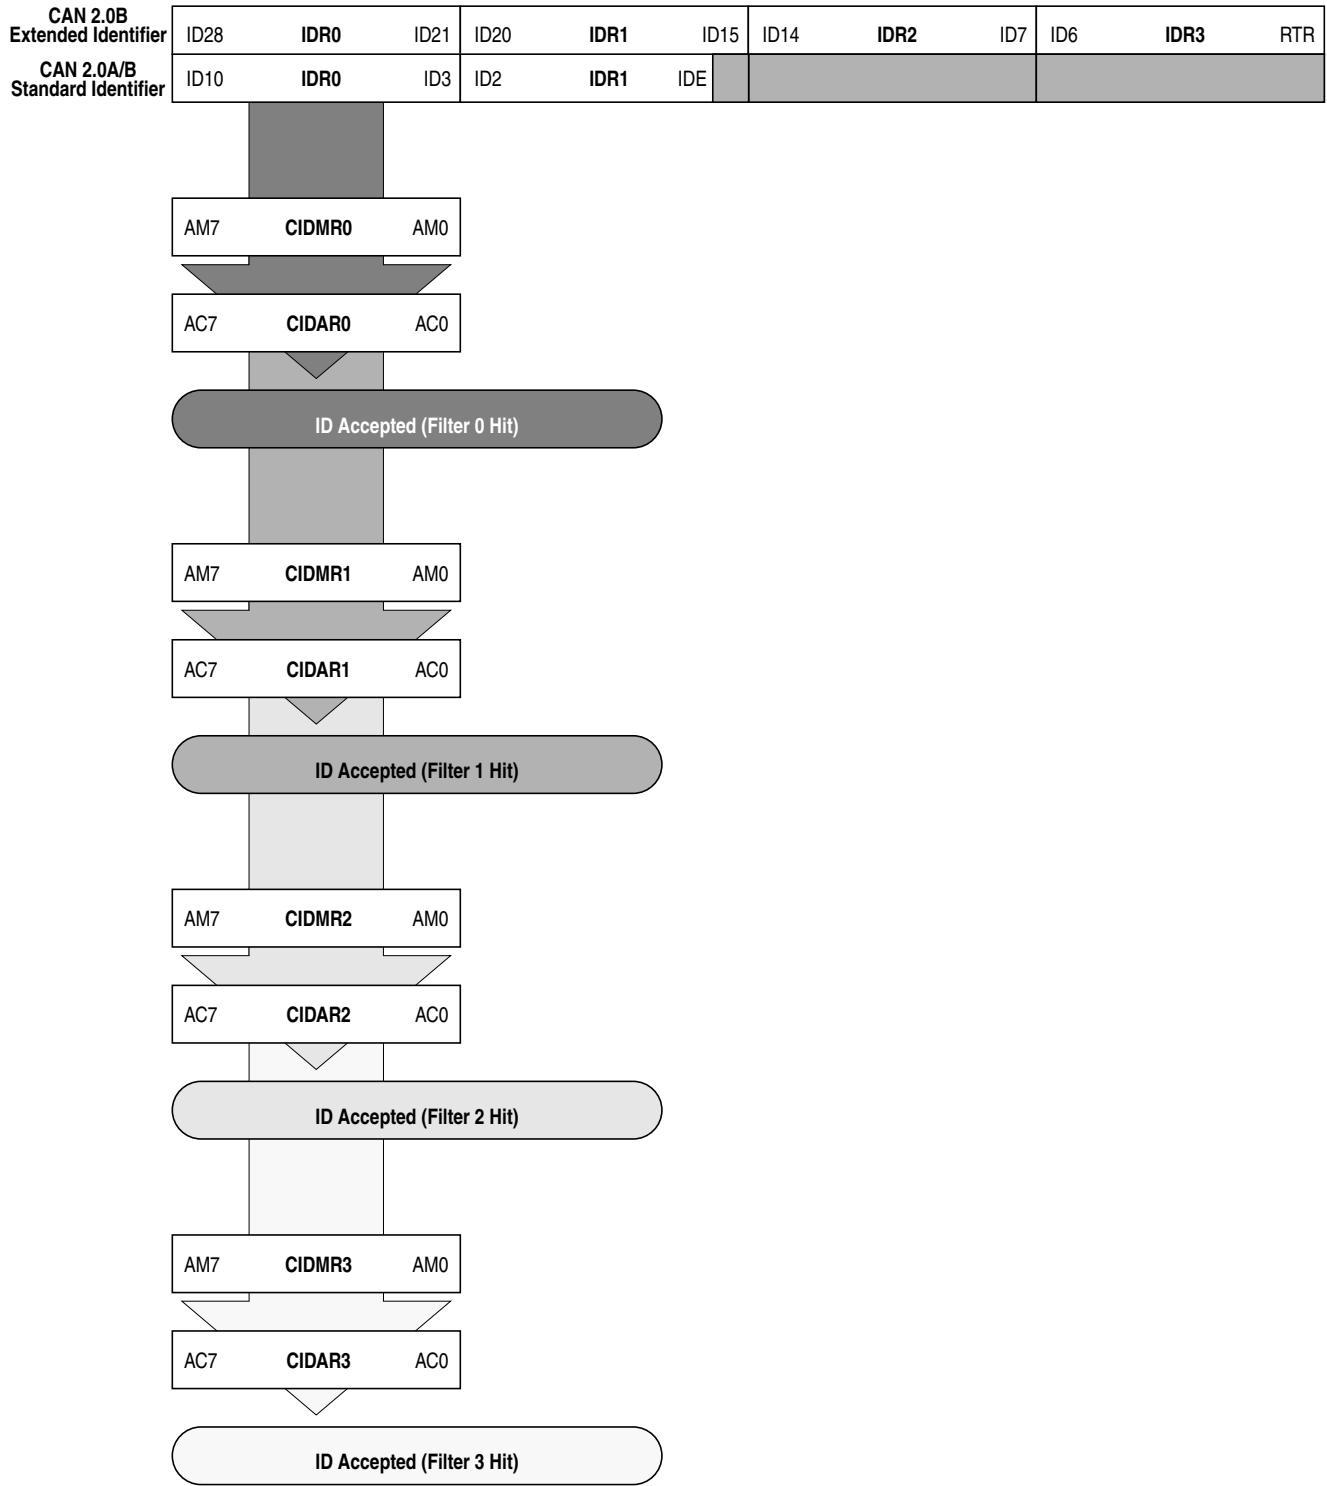 CAN 2.0B
Extended Identifier ID28 IDR0 ID21 ID20 IDR1 ID15 ID14 IDR2 ID7 ID6 IDR3 RTR
CAN 2.0A/B
Standard Identifier ID10 IDR0 ID3 ID2 IDR1 IDE
AM7 CIDMR0 AM0
AC7 CIDAR0 AC0
ID Accepted (Filter 0 Hit)
AM7 CIDMR1 AM0
AC7 CIDAR1 AC0
ID Accepted (Filter 1 Hit)
AM7 CIDMR2 AM0
AC7 CIDAR2 AC0
ID Accepted (Filter 2 Hit)
AM7 CIDMR3 AM0
AC7 CIDAR3 AC0
ID Accepted (Filter 3 Hit)